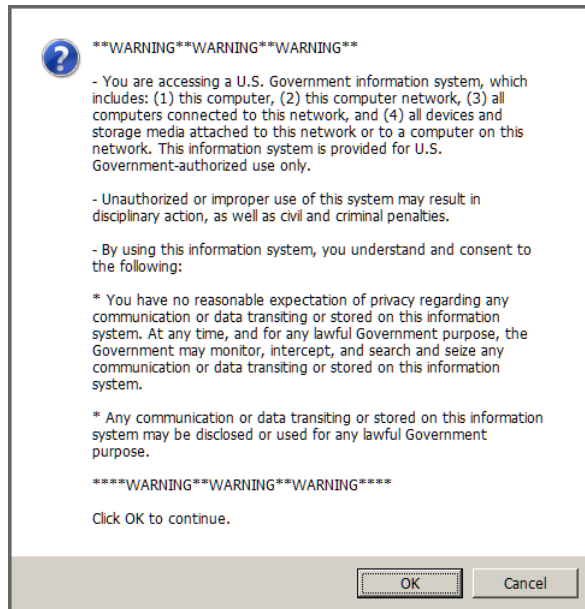 **WARNING**WARNING**WARNING**
- You are accessing a U.S. Government information system, which
includes: (1) this computer, (2) this computer network, (3) all
computers connected to this network, and (4) all devices and
storage media attached to this network or to a computer on this
network. This information system is provided for U.S.
Government-authorized use only.
- Unauthorized or improper use of this system may result in
disciplinary action, as well as civil and criminal penalties.
- By using this information system, you understand and consent to
the following:
* You have no reasonable expectation of privacy regarding any
communication or data transiting or stored on this information
system. At any time, and for any lawful Government purpose, the
Government may monitor, intercept, and search and seize any
communication or data transiting or stored on this information
system.
* Any communication or data transiting or stored on this information
system may be disclosed or used for any lawful Government
purpose.
****WARNING**WARNING**WARNING****
Click OK to continue.
OK Cancel